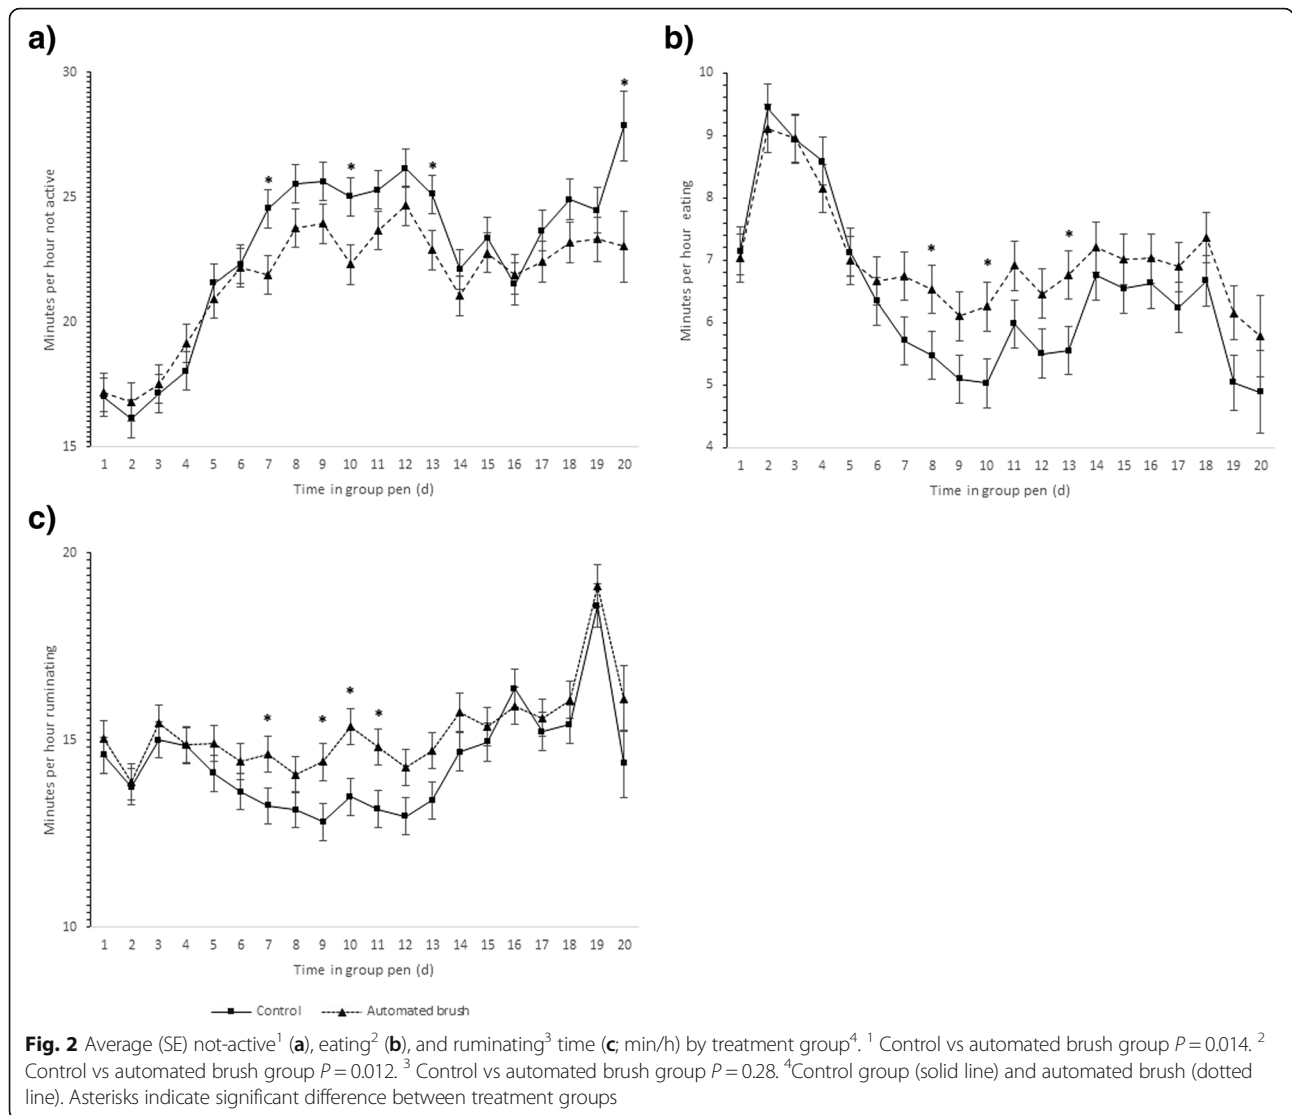 a)
30
25
20
15
Minutes per hour not active
* * * *
1 2 3 4 5 6 7 8 9 10 11 12 13 14 15 16 17 18 19 20
Time in group pen (d)
b)
10
9
8
7
6
5
4
Minutes per hour eating
* * *
1 2 3 4 5 6 7 8 9 10 11 12 13 14 15 16 17 18 19 20
Time in group pen (d)
c)
20
15
10
Minutes per hour ruminating
* * * *
1 2 3 4 5 6 7 8 9 10 11 12 13 14 15 16 17 18 19 20
Time in group pen (d)
Control Automated brush
Fig. 2 Average (SE) not-active¹ (a), eating² (b), and ruminating³ time (c; min/h) by treatment group⁴. ¹ Control vs automated brush group P = 0.014. ²
Control vs automated brush group P = 0.012. ³ Control vs automated brush group P = 0.28. ⁴Control group (solid line) and automated brush (dotted
line). Asterisks indicate significant difference between treatment groups